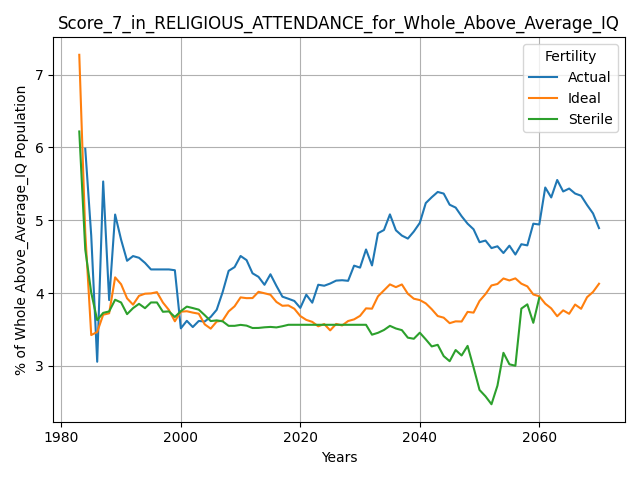 Score_7_in_RELIGIOUS_ATTENDANCE_for_Whole_Above_Average_IQ
% of Whole Above_Average_IQ Population
7
6
5
4
3
Fertility
Actual
Ideal
Sterile
1980
2000
2020
2040
2060
Years